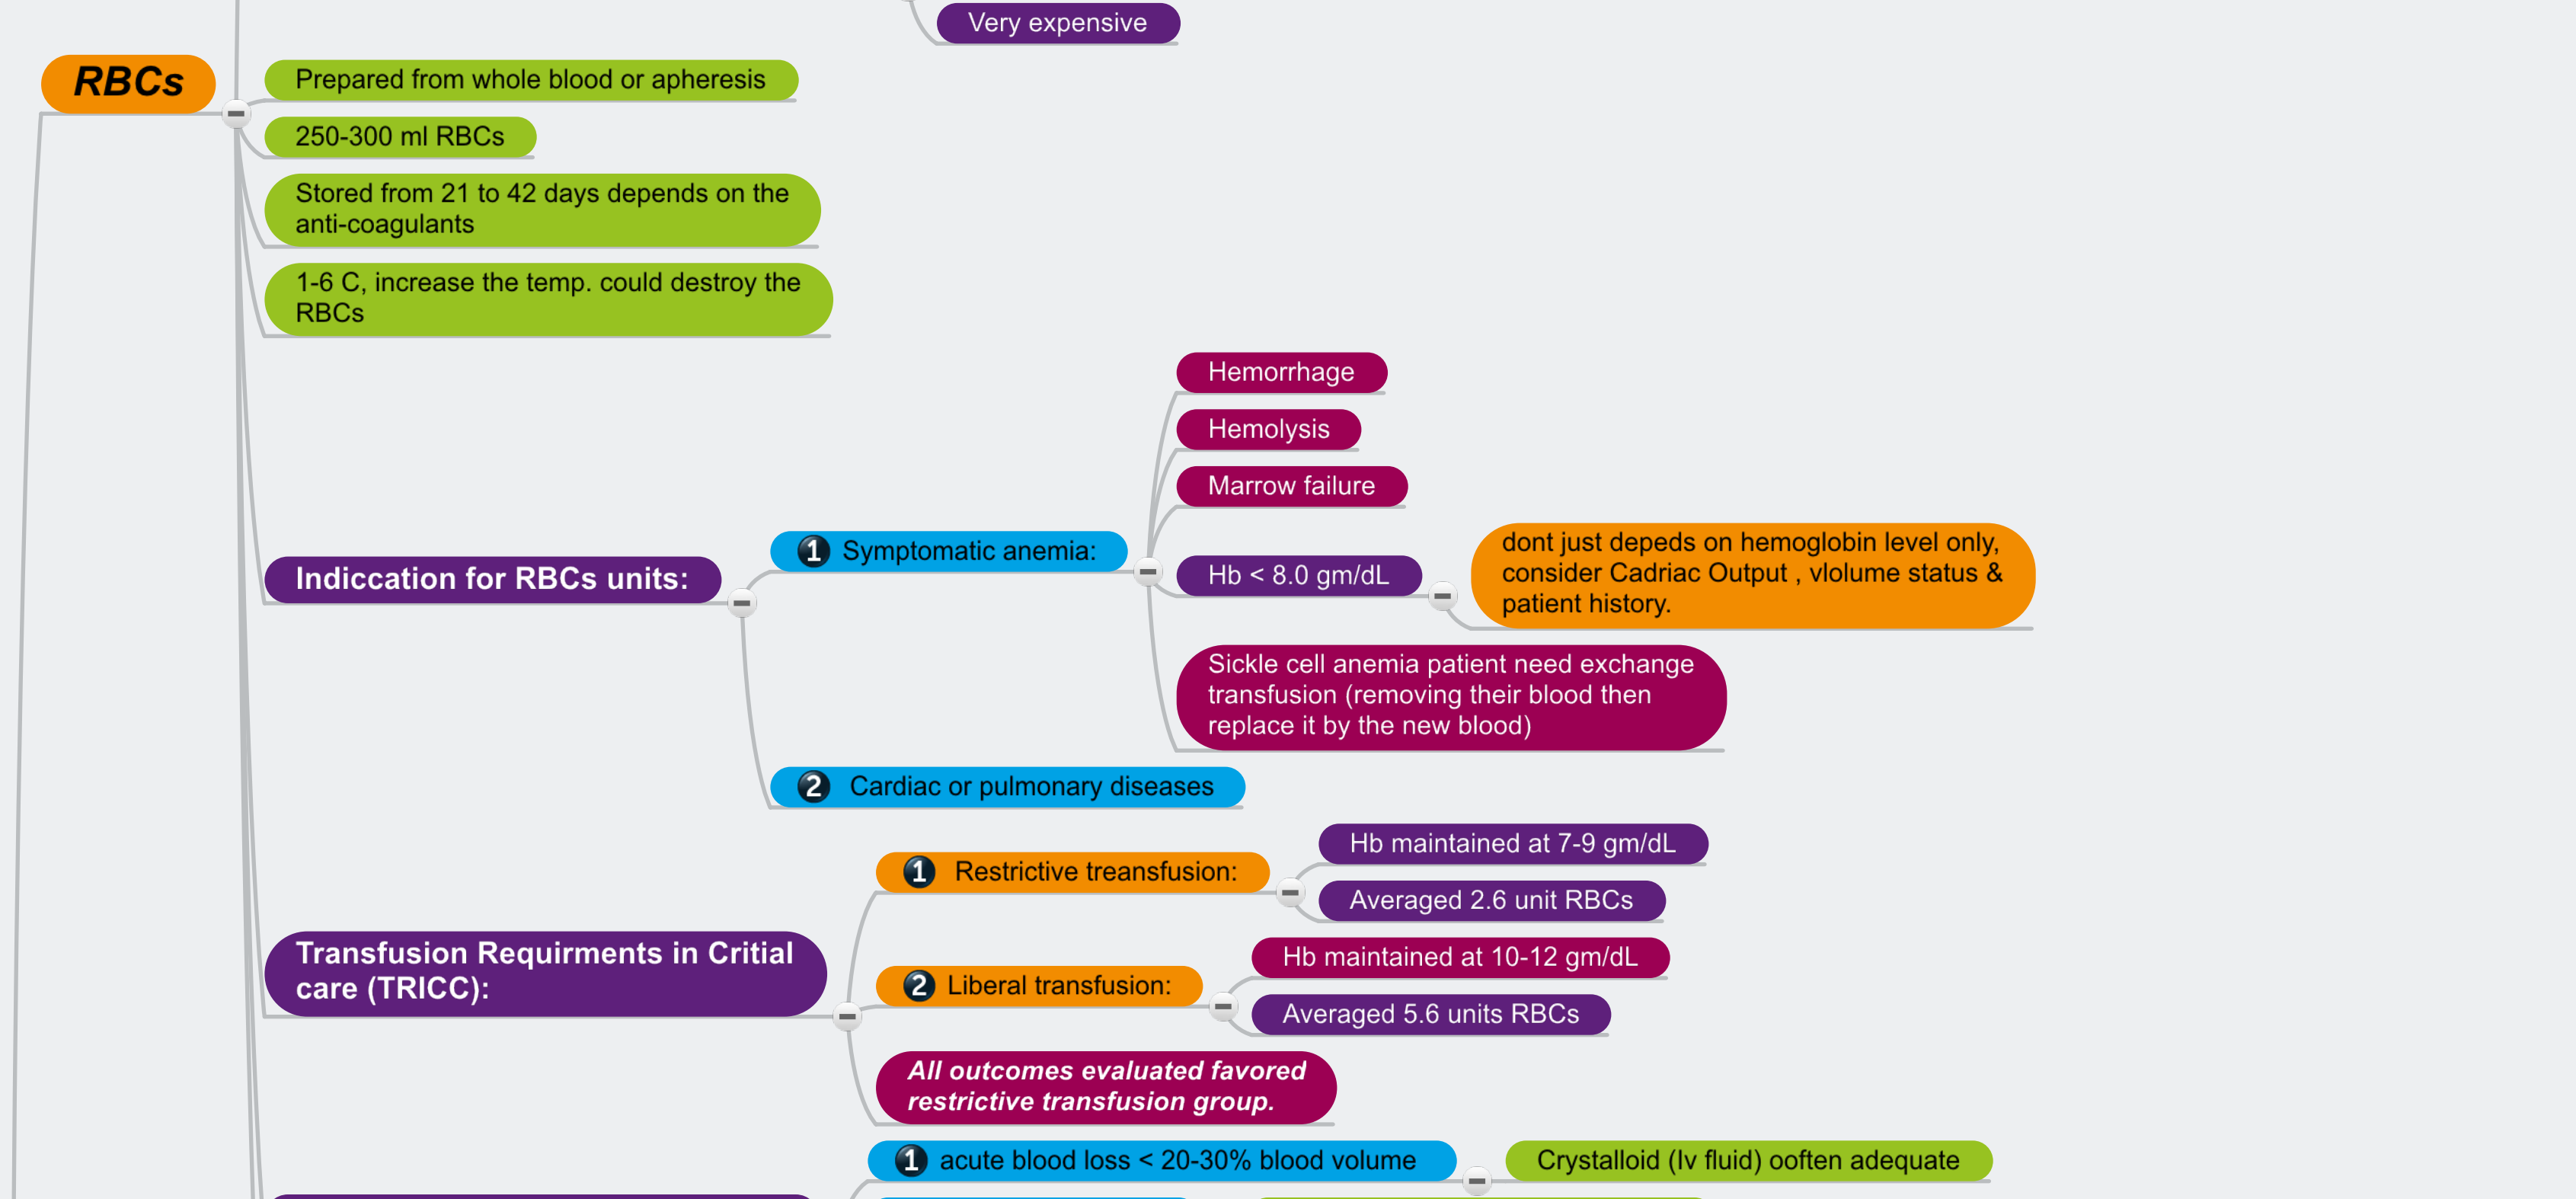 Very expensive
RBCs
Prepared from whole blood or apheresis
250-300 ml RBCs
Stored from 21 to 42 days depends on the
anti-coagulants
1-6 C, increase the temp. could destroy the
RBCs
Indiccation for RBCs units:
1 Symptomatic anemia:
Hemorrhage
Hemolysis
Marrow failure
Hb < 8.0 gm/dL
dont just depeds on hemoglobin level only,
consider Cadriac Output , vlolume status &
patient history.
Sickle cell anemia patient need exchange
transfusion (removing their blood then
replace it by the new blood)
2 Cardiac or pulmonary diseases
Transfusion Requirments in Critial
care (TRICC):
1 Restrictive treansfusion:
Hb maintained at 7-9 gm/dL
Averaged 2.6 unit RBCs
2 Liberal transfusion:
Hb maintained at 10-12 gm/dL
Averaged 5.6 units RBCs
All outcomes evaluated favored
restrictive transfusion group.
1 acute blood loss < 20-30% blood volume
Crystalloid (Iv fluid) ooften adequate